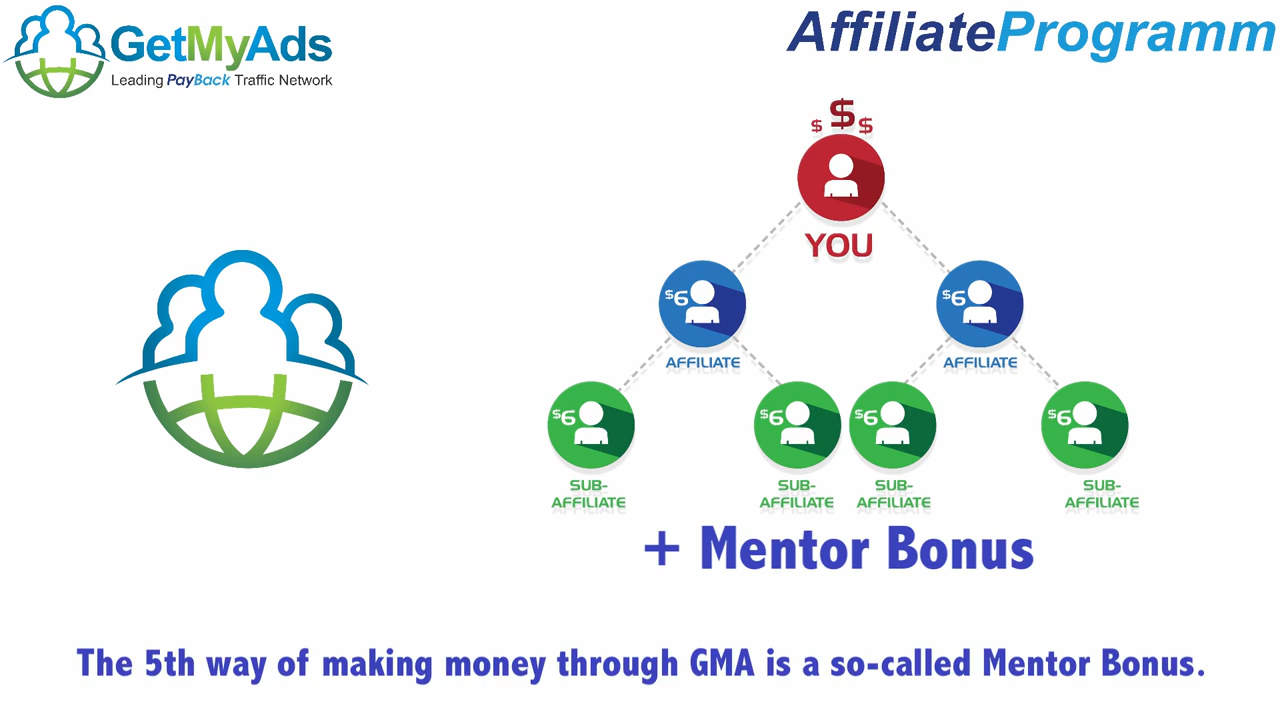 GetMyAds
Leading PayBack Traffic Network
AffiliateProgramm
$ $ $
YOU
$6
$6
AFFILIATE
AFFILIATE
$6
$6
$6
$6
SUB-
AFFILIATE
SUB-
AFFILIATE
SUB-
AFFILIATE
SUB-
AFFILIATE
+ Mentor Bonus
The 5th way of making money through GMA is a so-called Mentor Bonus.